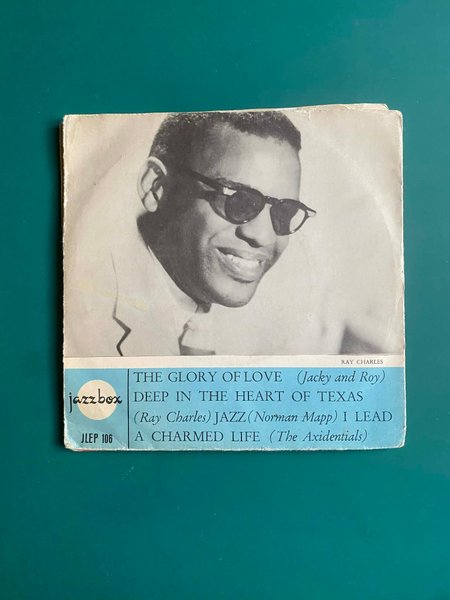 RAY CHARLES
jazzbox
JLEP 106
THE GLORY OF LOVE (Jacky and Roy)
DEEP IN THE HEART OF TEXAS
(Ray Charles) JAZZ (Norman Mapp) I LEAD
A CHARMED LIFE (The Axidentials)